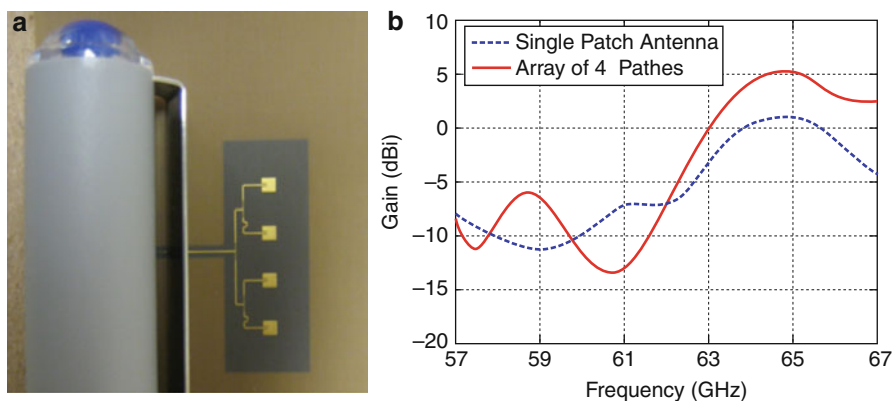 a
b
Single Patch Antenna
Array of 4 Pathes
Gain (dBi)
10
5
0
−5
−10
−15
−20
57
59
61
63
65
67
Frequency (GHz)